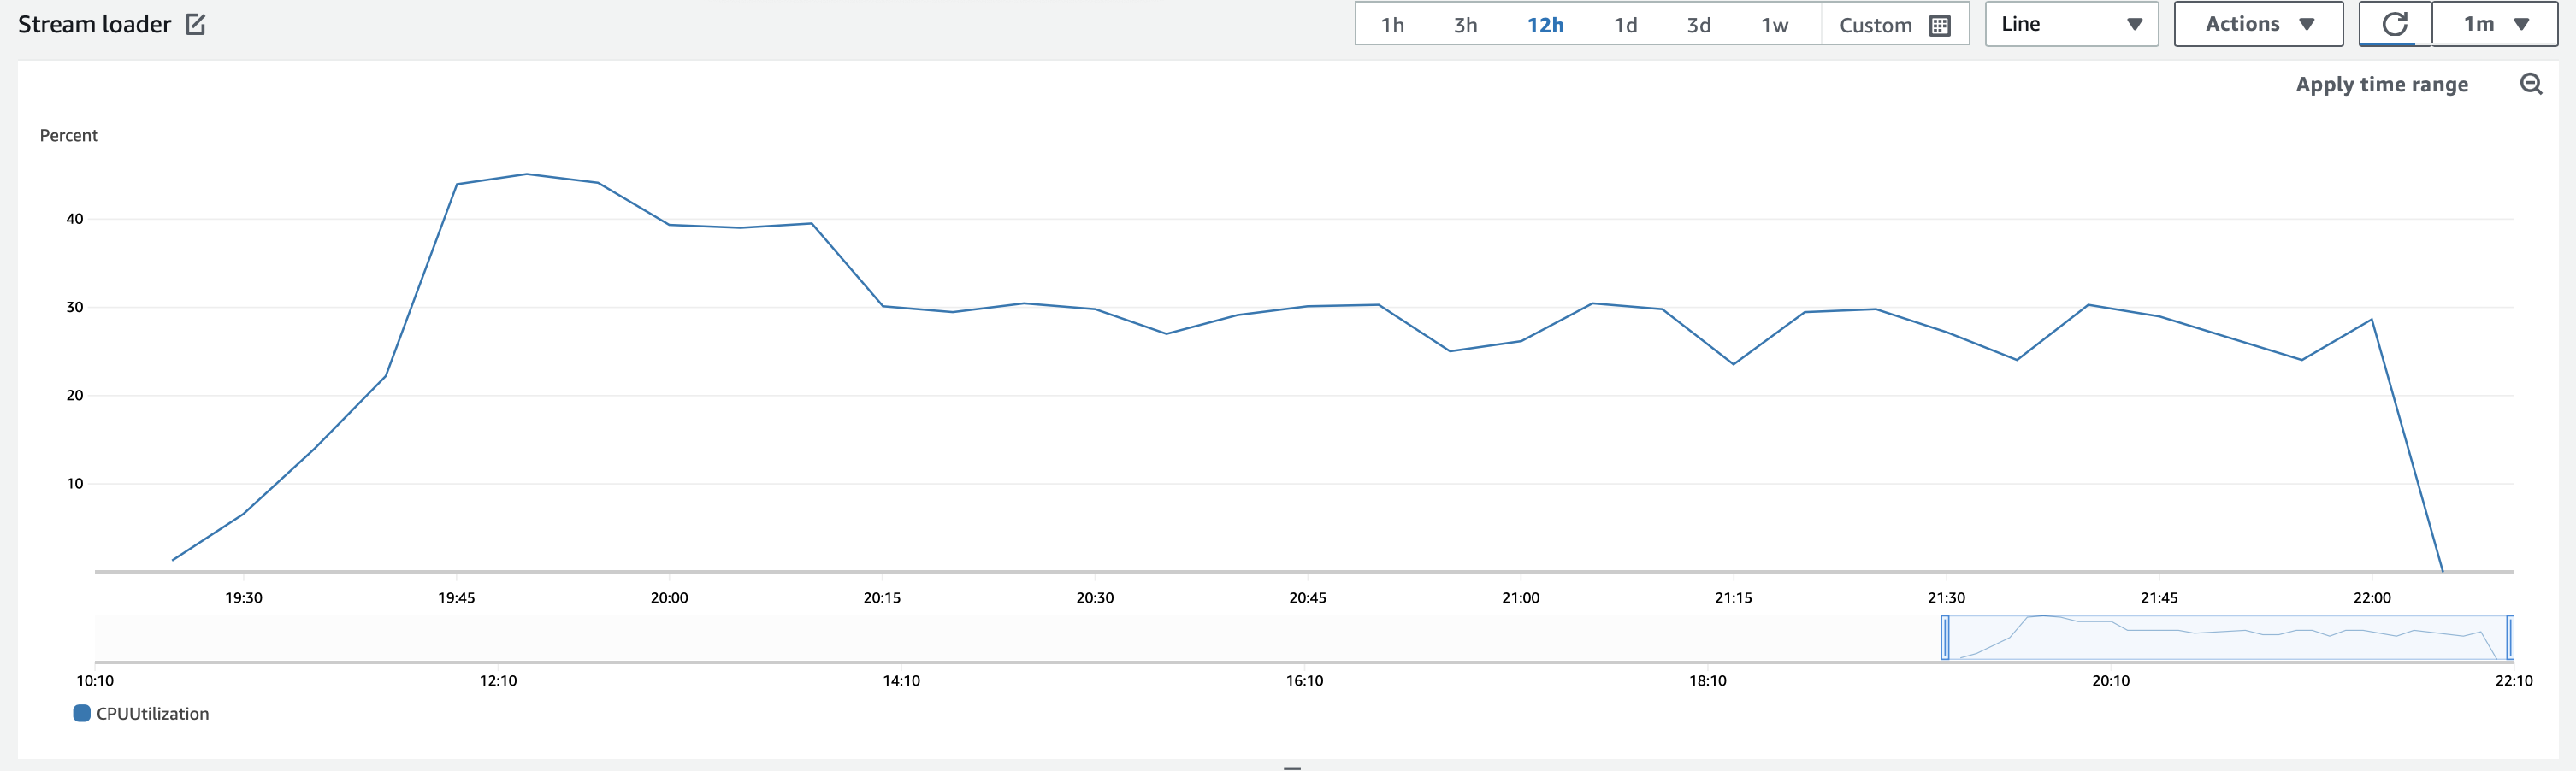 Stream loader
1h 3h 12h 1d 3d 1w Custom Line Actions 1m
Apply time range
Percent
40
30
20
10
19:30 19:45 20:00 20:15 20:30 20:45 21:00 21:15 21:30 21:45 22:00
10:10 12:10 14:10 16:10 18:10 20:10 22:10
CPUUtilization